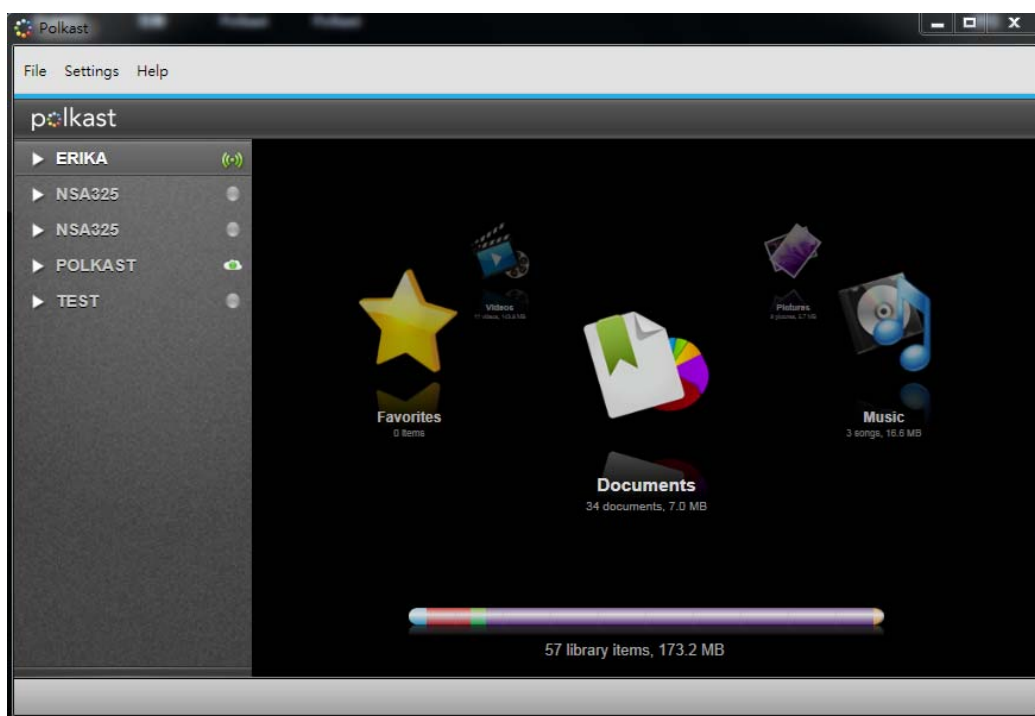 Polkast
File Settings Help
polkast
ERIKA
NSA325
NSA325
POLKAST
TEST
Videos
Pictures
Favorites
0 items
Music
3 songs, 16.6 MB
Documents
34 documents, 7.0 MB
57 library items, 173.2 MB